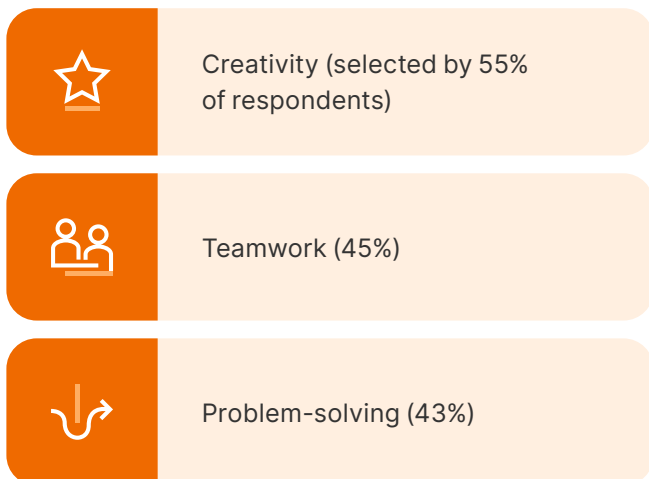 Creativity (selected by 55%
of respondents)
Teamwork (45%)
Problem-solving (43%)